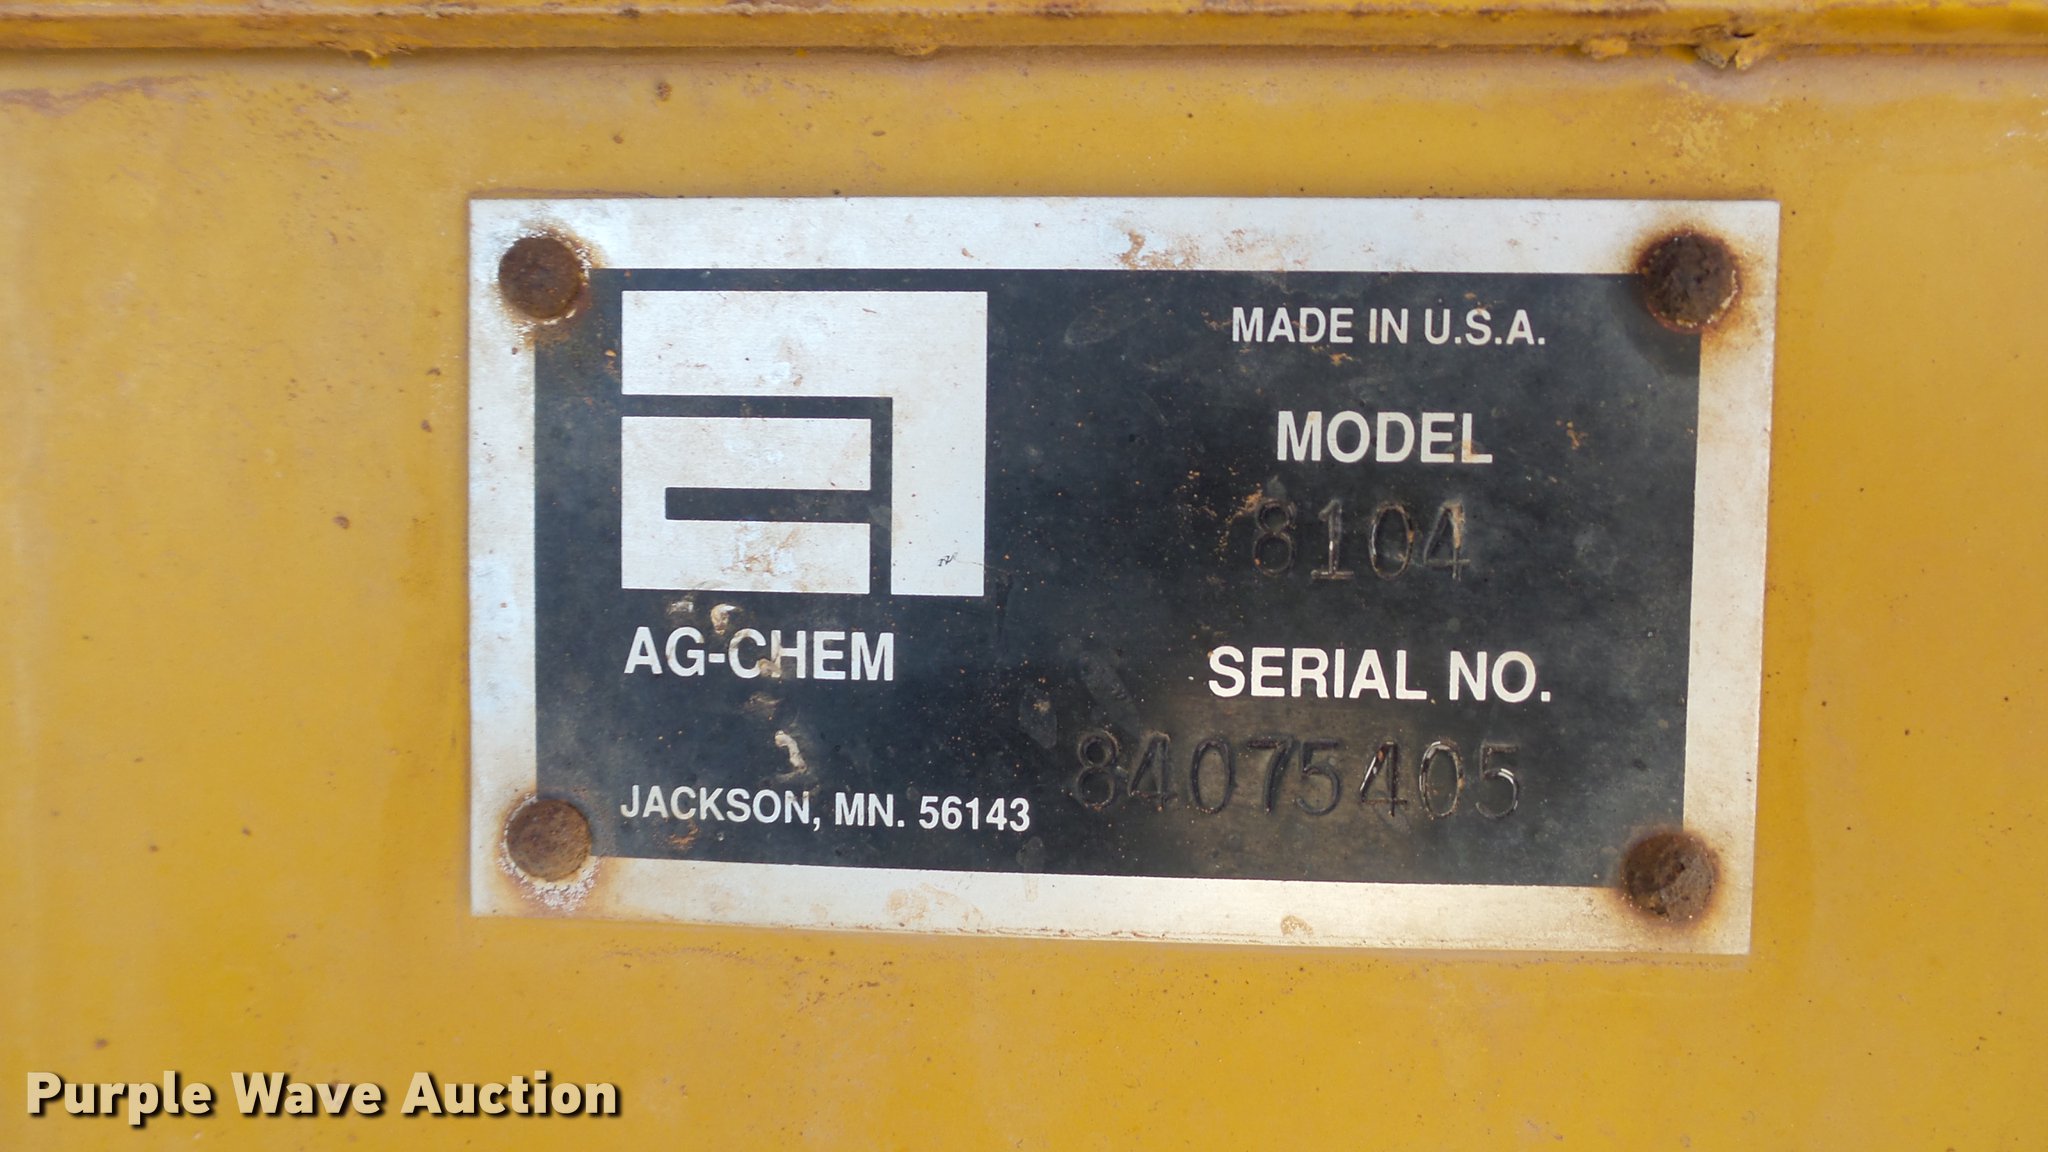 MADE IN U.S.A.
MODEL
8104
AG-CHEM
SERIAL NO.
84075405
JACKSON, MN. 56143
Purple Wave Auction